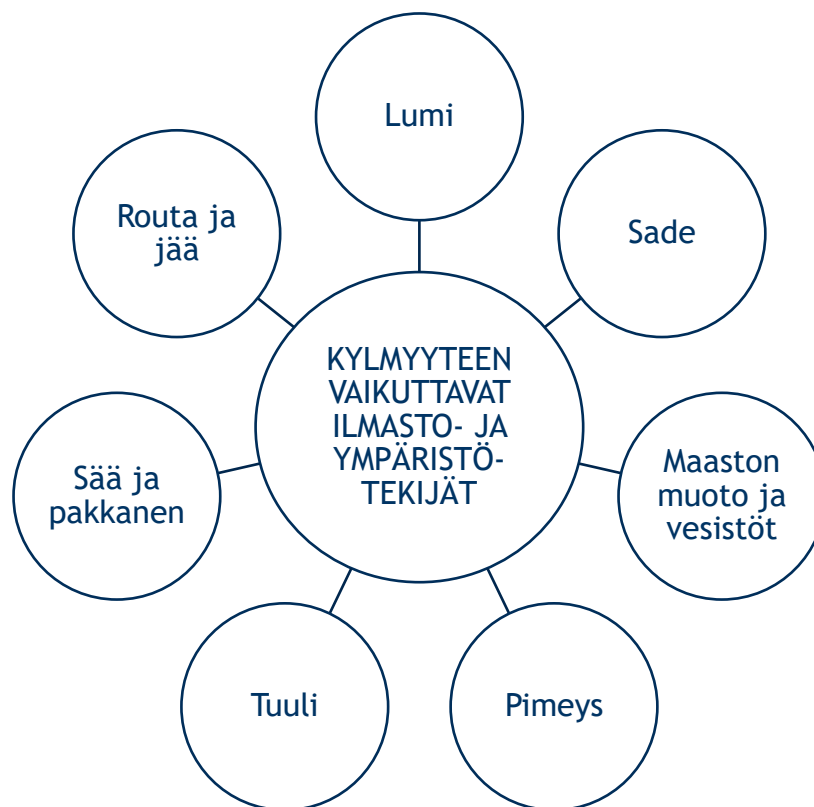 Lumi
Routa ja
jää
Sade
KYLMYYTEEN
VAIKUTTAVAT
ILMASTO- JA
YMPÄRISTÖ-
TEKIJÄT
Sää ja
pakkanen
Maaston
muoto ja
vesistöt
Tuuli
Pimeys